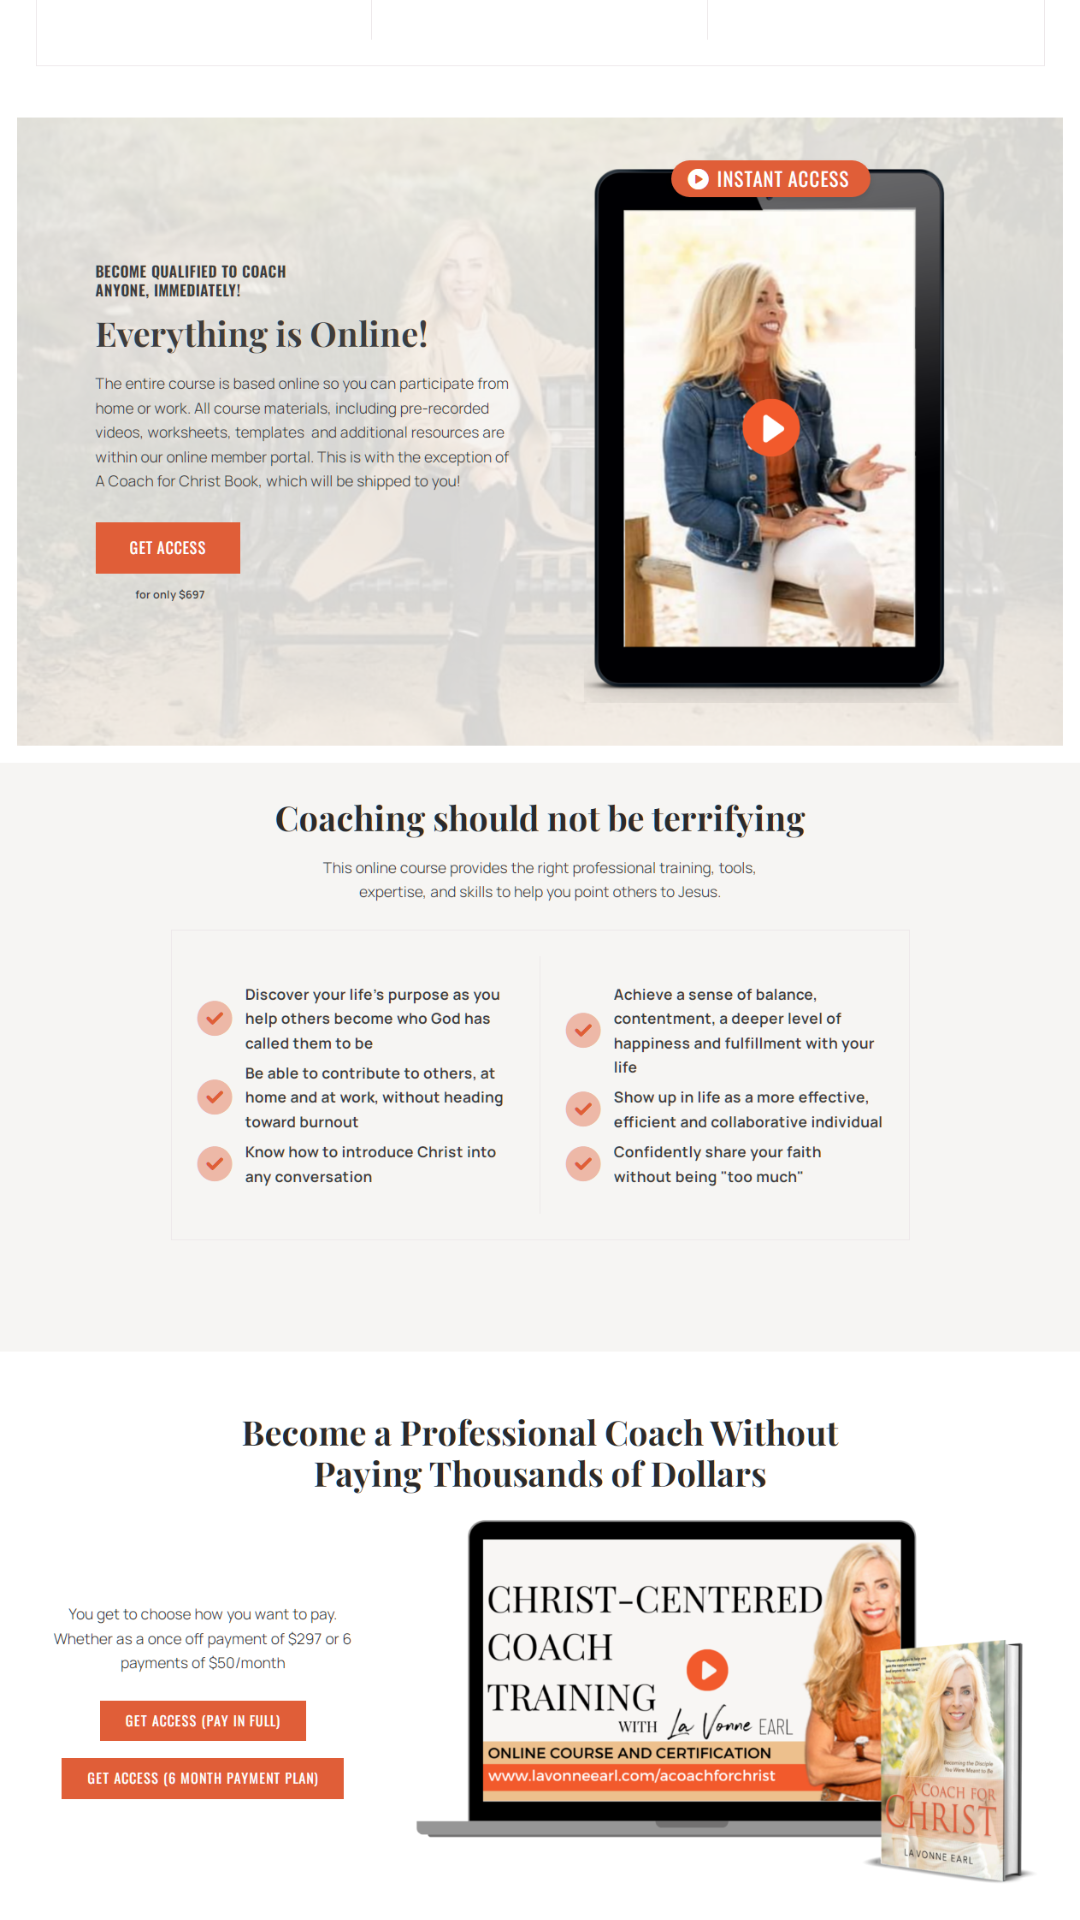 INSTANT ACCESS
BECOME QUALIFIED TO COACH
ANYONE, IMMEDIATELY!
Everything is Online!
The entire course is based online so you can participate from
home or work. All course materials, including pre-recorded
videos, worksheets, templates and additional resources are
within our online member portal. This is with the exception of
A Coach for Christ Book, which will be shipped to you!
GET ACCESS
for only $697
Coaching should not be terrifying
This online course provides the right professional training, tools,
expertise, and skills to help you point others to Jesus.
Discover your life's purpose as you
help others become who God has
called them to be
Be able to contribute to others, at
home and at work, without heading
toward burnout
Know how to introduce Christ into
any conversation
Achieve a sense of balance,
contentment, a deeper level of
happiness and fulfillment with your
life
Show up in life as a more effective,
efficient and collaborative individual
Confidently share your faith
without being "too much"
Become a Professional Coach Without
Paying Thousands of Dollars
You get to choose how you want to pay.
Whether as a once off payment of $297 or 6
payments of $50/month
GET ACCESS (PAY IN FULL)
GET ACCESS (6 MONTH PAYMENT PLAN)
CHRIST-CENTERED
COACH
TRAINING
WITH La Vonne EARL
ONLINE COURSE AND CERTIFICATION
www.lavonneearl.com/acoachforchrist
Becoming the Disciple
You Were Meant to Be
A COACH FOR
CHRIST
LA VONNE EARL